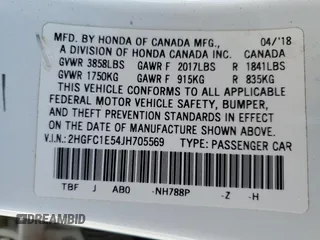 MFD. BY HONDA OF CANADA MFG., 04/'18
A DIVISION OF HONDA CANADA INC. CANADA
GVWR 3858LBS GAWR F 2017LBS R 1841LBS
GVWR 1750KG GAWR F 915KG R 835KG
THIS VEHICLE CONFORMS TO ALL APPLICABLE
FEDERAL MOTOR VEHICLE SAFETY, BUMPER,
AND THEFT PREVENTION STANDARDS IN EFFECT
ON THE DATE OF MANUFACTURE SHOWN ABOVE.
V.I.N.: 2HGFC1E54JH705569 TYPE: PASSENGER CAR
TBF J AB0 -NH788P -Z -H
DREAMBID